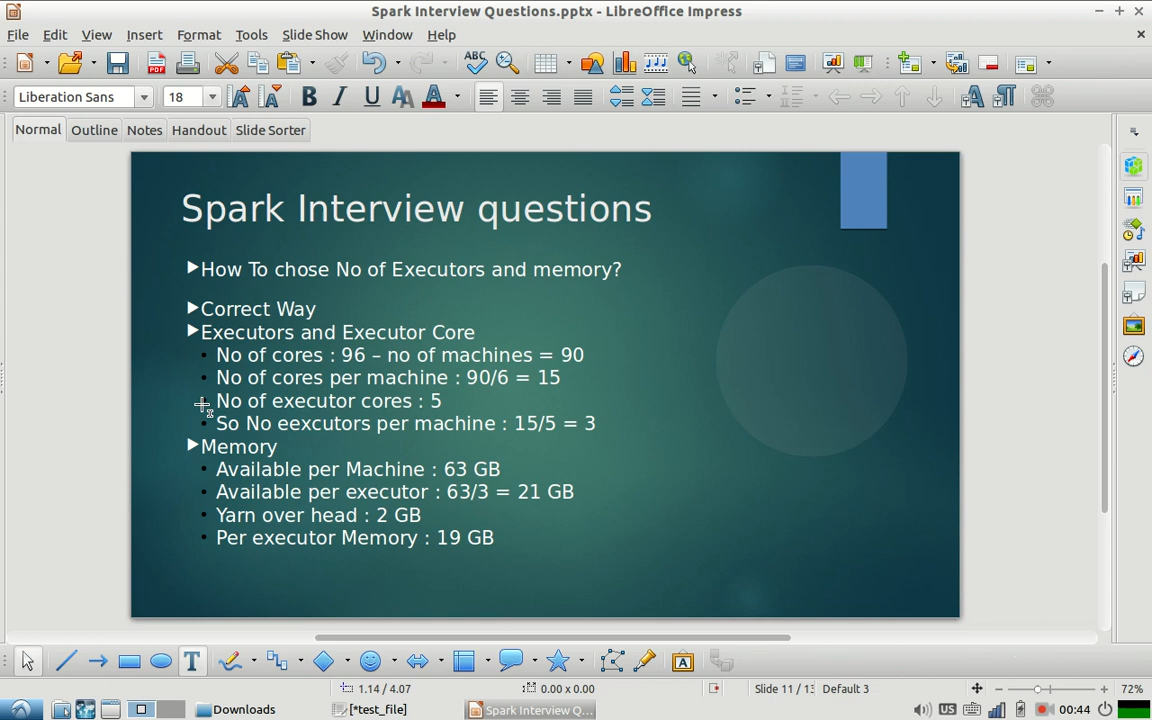 Spark Interview Questions.pptx - LibreOffice Impress
File Edit View Insert Format Tools Slide Show Window Help
Liberation Sans 18
Normal Outline Notes Handout Slide Sorter
Spark Interview questions
How To chose No of Executors and memory?
Correct Way
Executors and Executor Core
No of cores : 96 – no of machines = 90
No of cores per machine : 90/6 = 15
No of executor cores : 5
So No eexcutors per machine : 15/5 = 3
Memory
Available per Machine : 63 GB
Available per executor : 63/3 = 21 GB
Yarn over head : 2 GB
Per executor Memory : 19 GB
1.14 / 4.07 0.00 x 0.00 Slide 11 / 1 Default 3 72%
Downloads [*test_file] Spark Interview Q... US 00:44